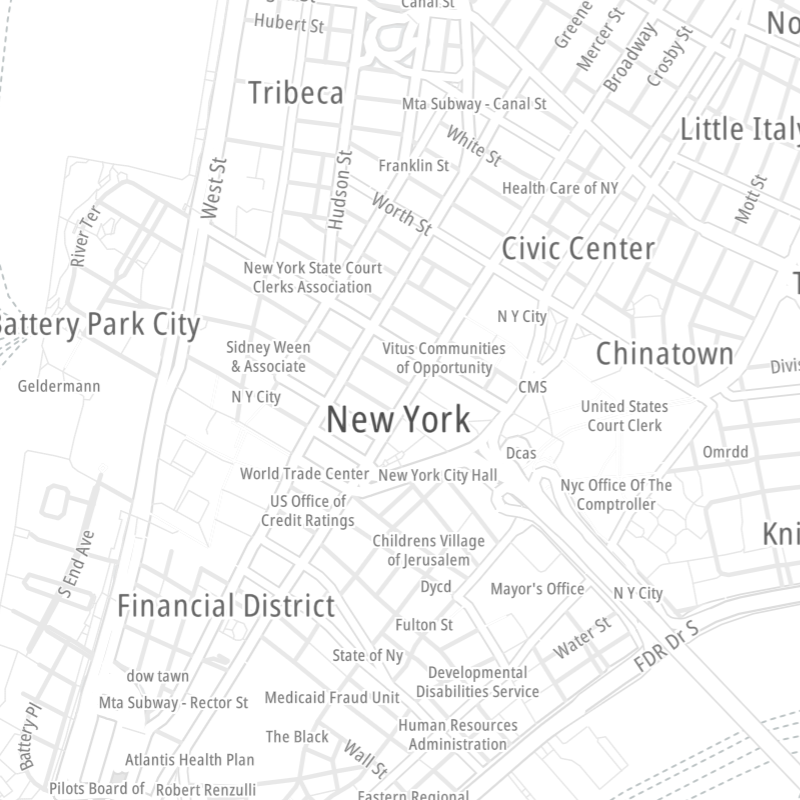 Canal St
Hubert St
Greene
Mercer St
Broadway
Crosby St
No
Tribeca
Mta Subway - Canal St
Little Italy
White St
Franklin St
Health Care of NY
Mott St
West St
Hudson St
Worth St
River Ter
Civic Center
New York State Court
Clerks Association
N Y City
Battery Park City
Sidney Ween
& Associate
Vitus Communities
of Opportunity
Chinatown
Divis
Geldermann
N Y City
CMS
New York
United States
Court Clerk
Dcas
Omrdd
World Trade Center
New York City Hall
Nyc Office Of The
Comptroller
US Office of
Credit Ratings
Kni
Childrens Village
of Jerusalem
S End Ave
Dycd
Mayor's Office
N Y City
Financial District
Fulton St
Water St
FDR Dr S
State of Ny
dow tawn
Developmental
Disabilities Service
Mta Subway - Rector St
Medicaid Fraud Unit
Battery Pl
The Black
Human Resources
Administration
Wall St
Atlantis Health Plan
Pilots Board of
Robert Renzulli
Eastern Regional